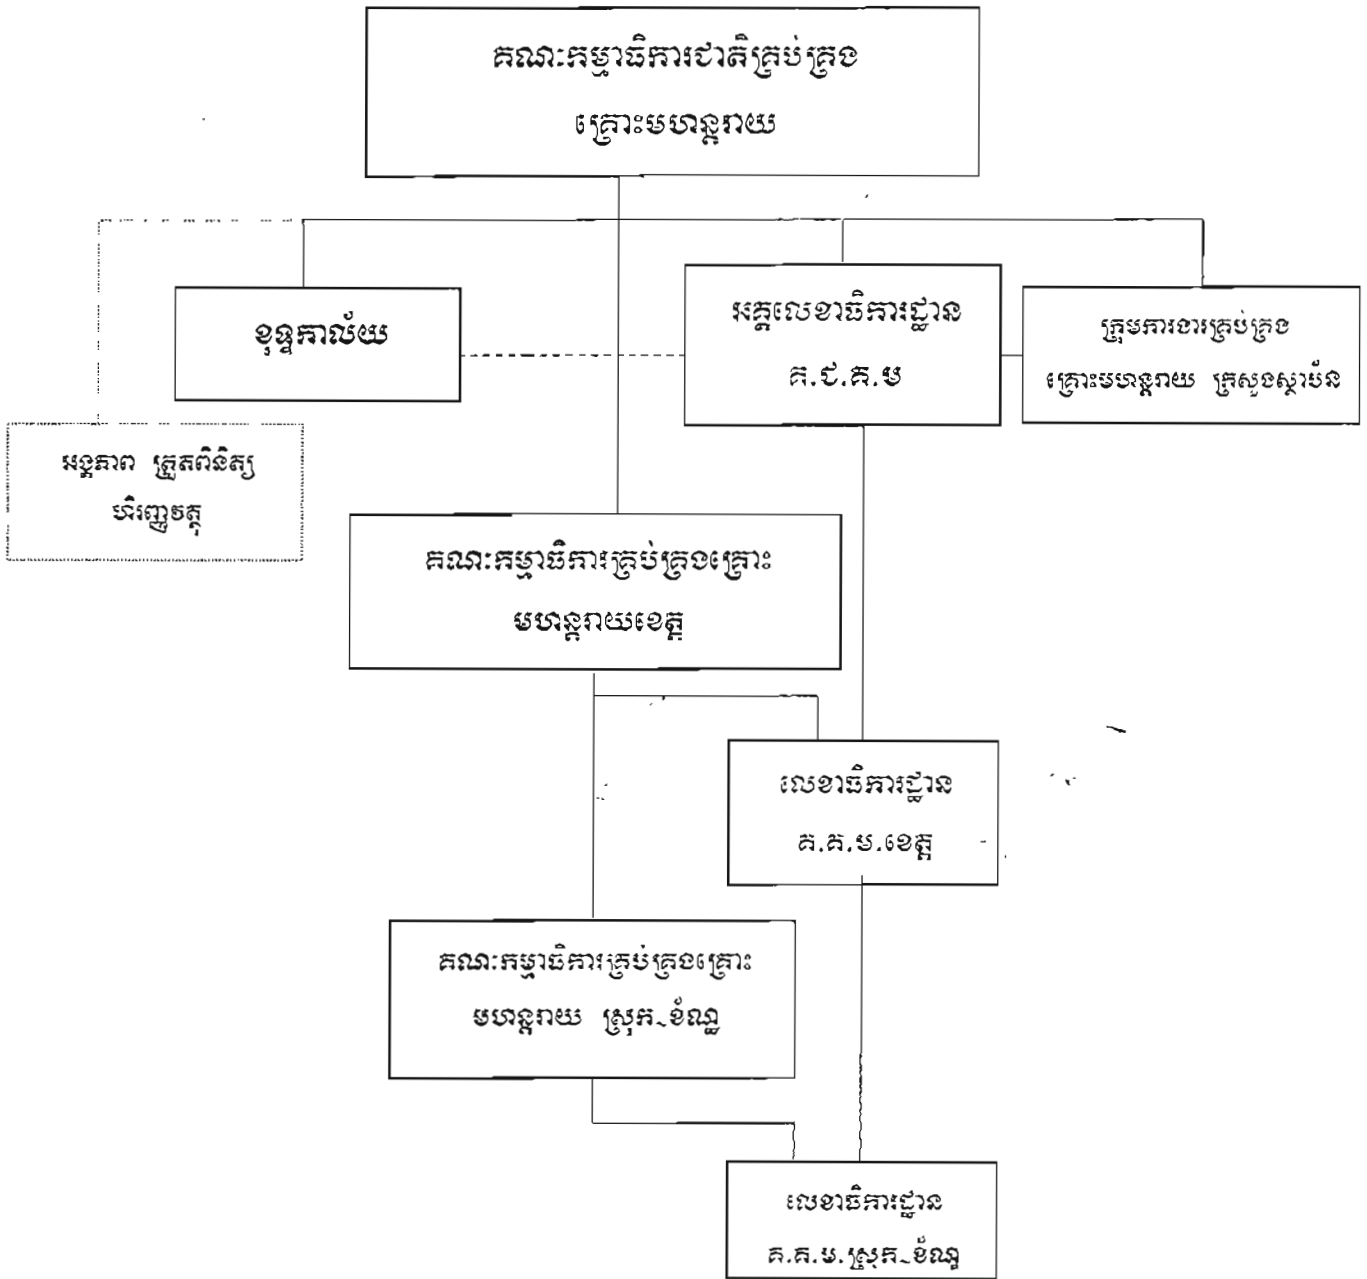 គណៈកម្មាធិការជាតិគ្រប់គ្រង
គ្រោះមហន្តរាយ
ខុទ្ទកាល័យ
អគ្គលេខាធិការដ្ឋាន
គ.ជ.គ.ម
ក្រុមការងារគ្រប់គ្រង
គ្រោះមហន្តរាយ ក្រសួងស្ថាប័ន
អង្គភាព ត្រួតពិនិត្យ
ហិរញ្ញវត្ថុ
គណៈកម្មាធិការគ្រប់គ្រងគ្រោះ
មហន្តរាយខេត្ត
លេខាធិការដ្ឋាន
គ.គ.ម.ខេត្ត
គណៈកម្មាធិការគ្រប់គ្រងគ្រោះ
មហន្តរាយ ស្រុក~ខ័ណ្ឌ
លេខាធិការដ្ឋាន
គ.គ.ម.ស្រុក~ខ័ណ្ឌ